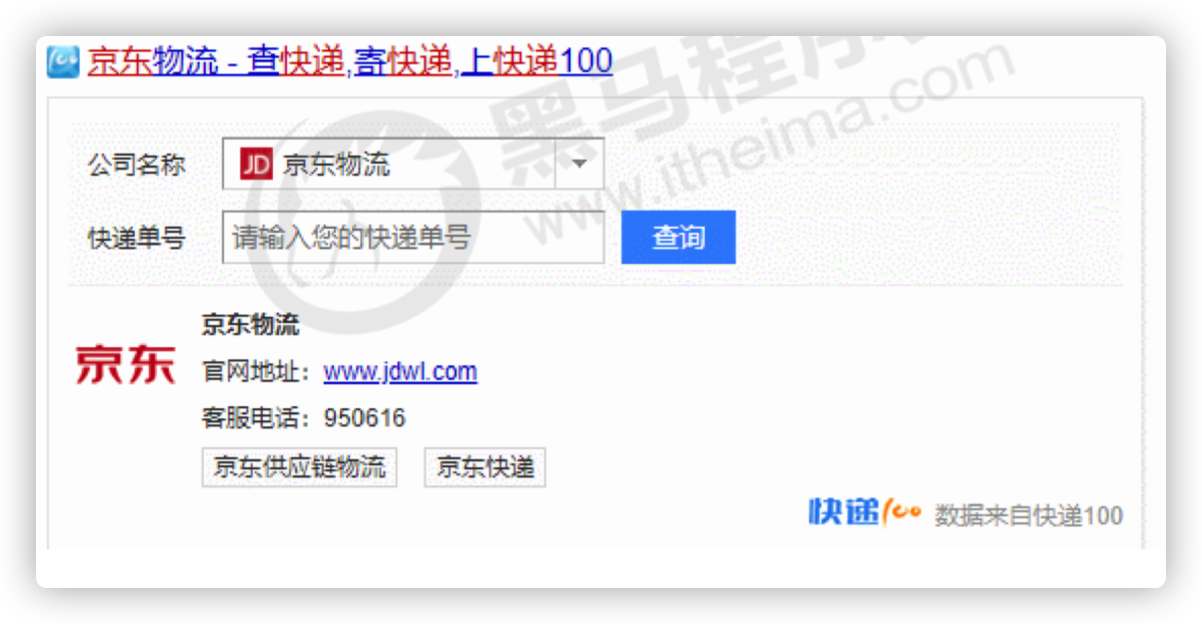 京东物流 - 查快递,寄快递,上快递100
黑马程序
www.itheima.com
公司名称 JD 京东物流
快递单号 请输入您的快递单号 查询
京东物流
京东 官网地址：www.jdwl.com
客服电话：950616
京东供应链物流 京东快递
快递100 数据来自快递100